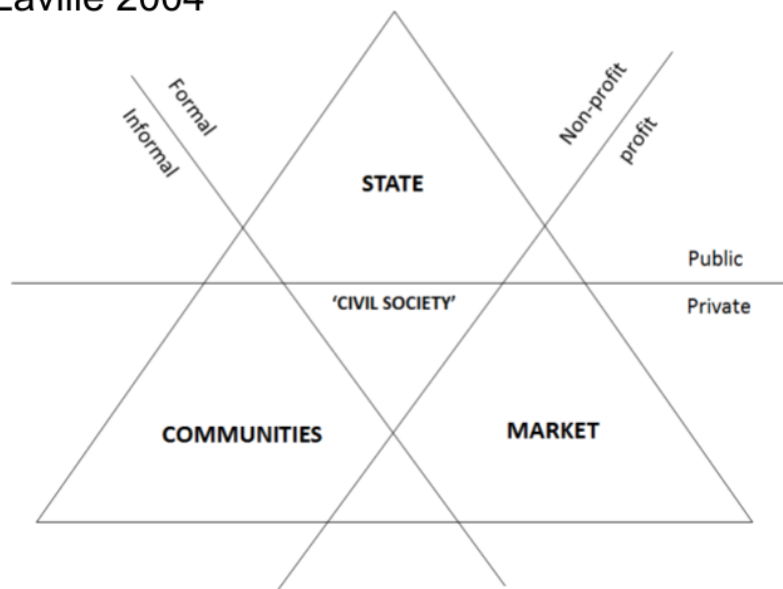 Laville 2004
Formal
Informal
Non-profit
profit
STATE
Public
'CIVIL SOCIETY'
Private
COMMUNITIES
MARKET